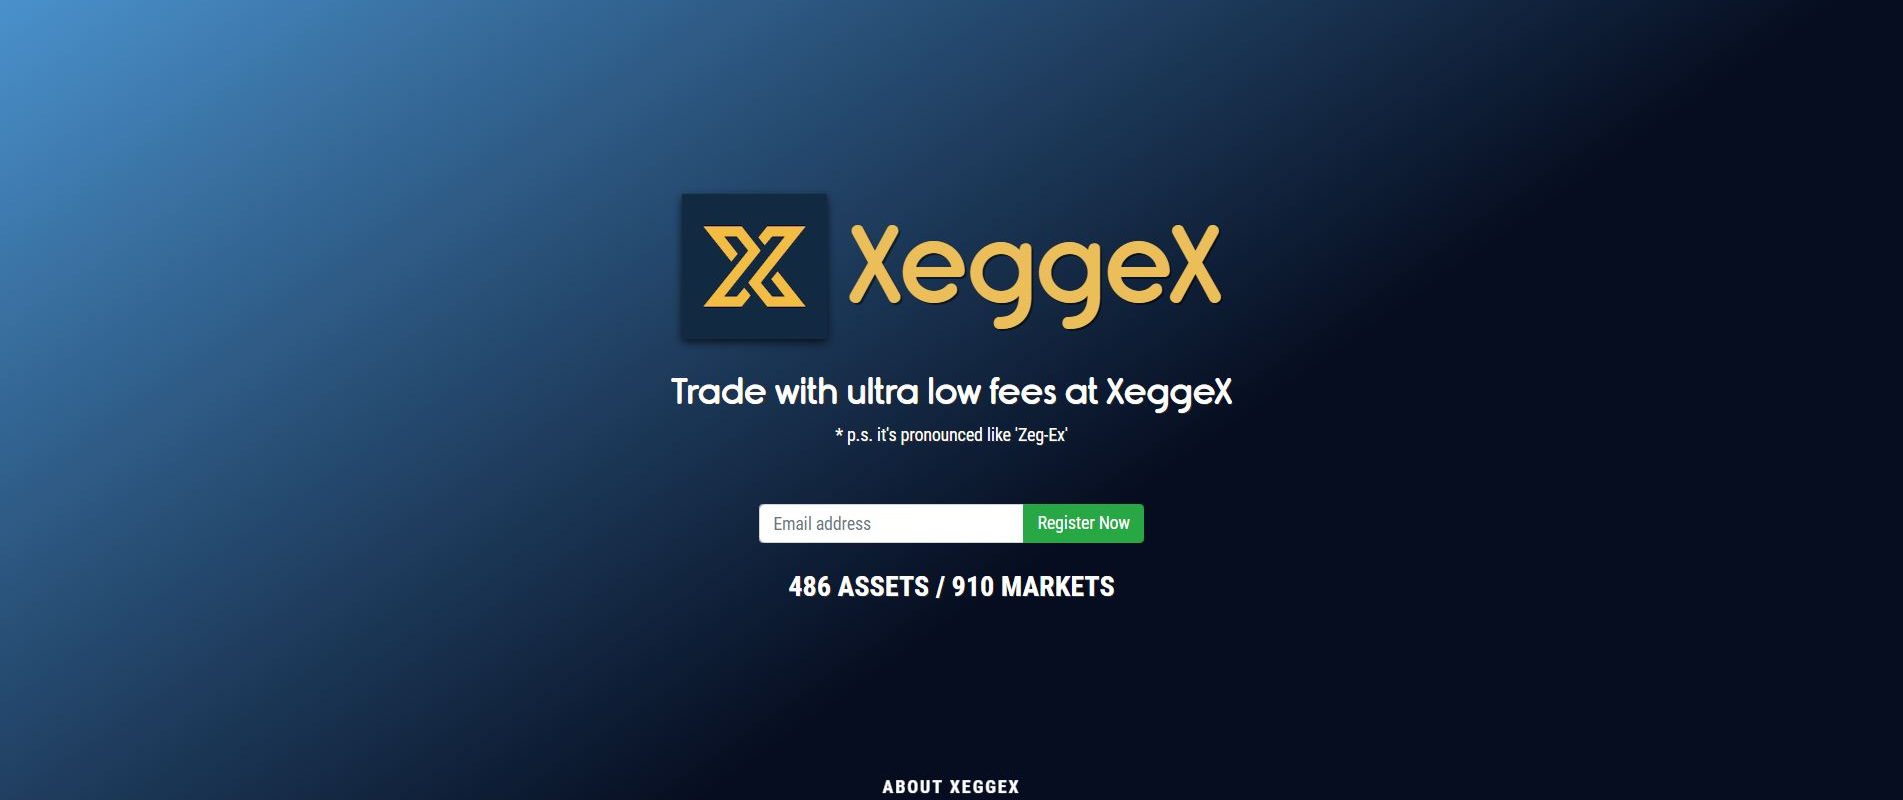 XeggeX
Trade with ultra low fees at XeggeX
* p.s. it's pronounced like 'Zeg-Ex'
Email address
Register Now
486 ASSETS / 910 MARKETS
ABOUT XEGGEX